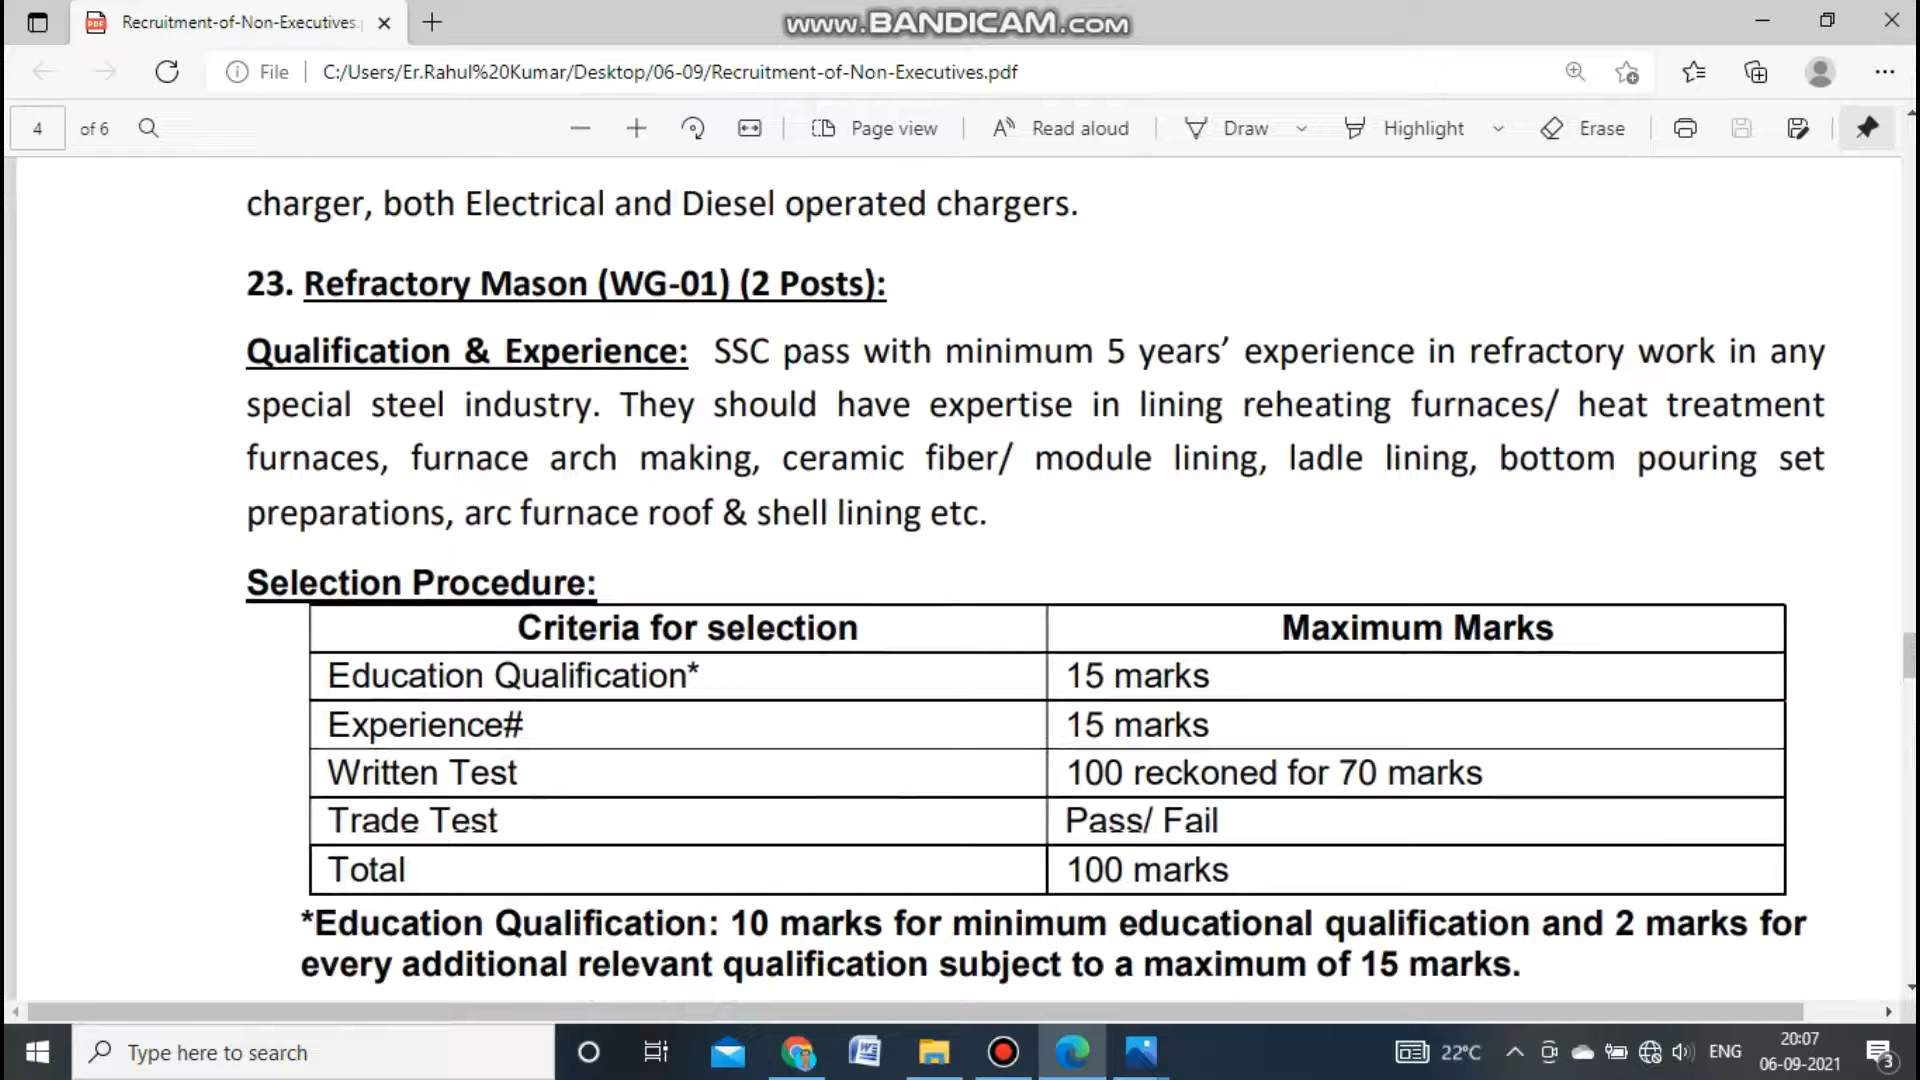 Recruitment-of-Non-Executives.
www.BANDICAM.com
File
C:/Users/Er.Rahul%20Kumar/Desktop/06-09/Recruitment-of-Non-Executives.pdf
4 of 6
Page view
Read aloud
Draw
Highlight
Erase
charger, both Electrical and Diesel operated chargers.
23. Refractory Mason (WG-01) (2 Posts):
Qualification & Experience: SSC pass with minimum 5 years’ experience in refractory work in any
special steel industry. They should have expertise in lining reheating furnaces/ heat treatment
furnaces, furnace arch making, ceramic fiber/ module lining, ladle lining, bottom pouring set
preparations, arc furnace roof & shell lining etc.
Selection Procedure:
Criteria for selection Maximum Marks
Education Qualification* 15 marks
Experience# 15 marks
Written Test 100 reckoned for 70 marks
Trade Test Pass/ Fail
Total 100 marks
*Education Qualification: 10 marks for minimum educational qualification and 2 marks for
every additional relevant qualification subject to a maximum of 15 marks.
Type here to search
22°C
ENG
20:07
06-09-2021
3